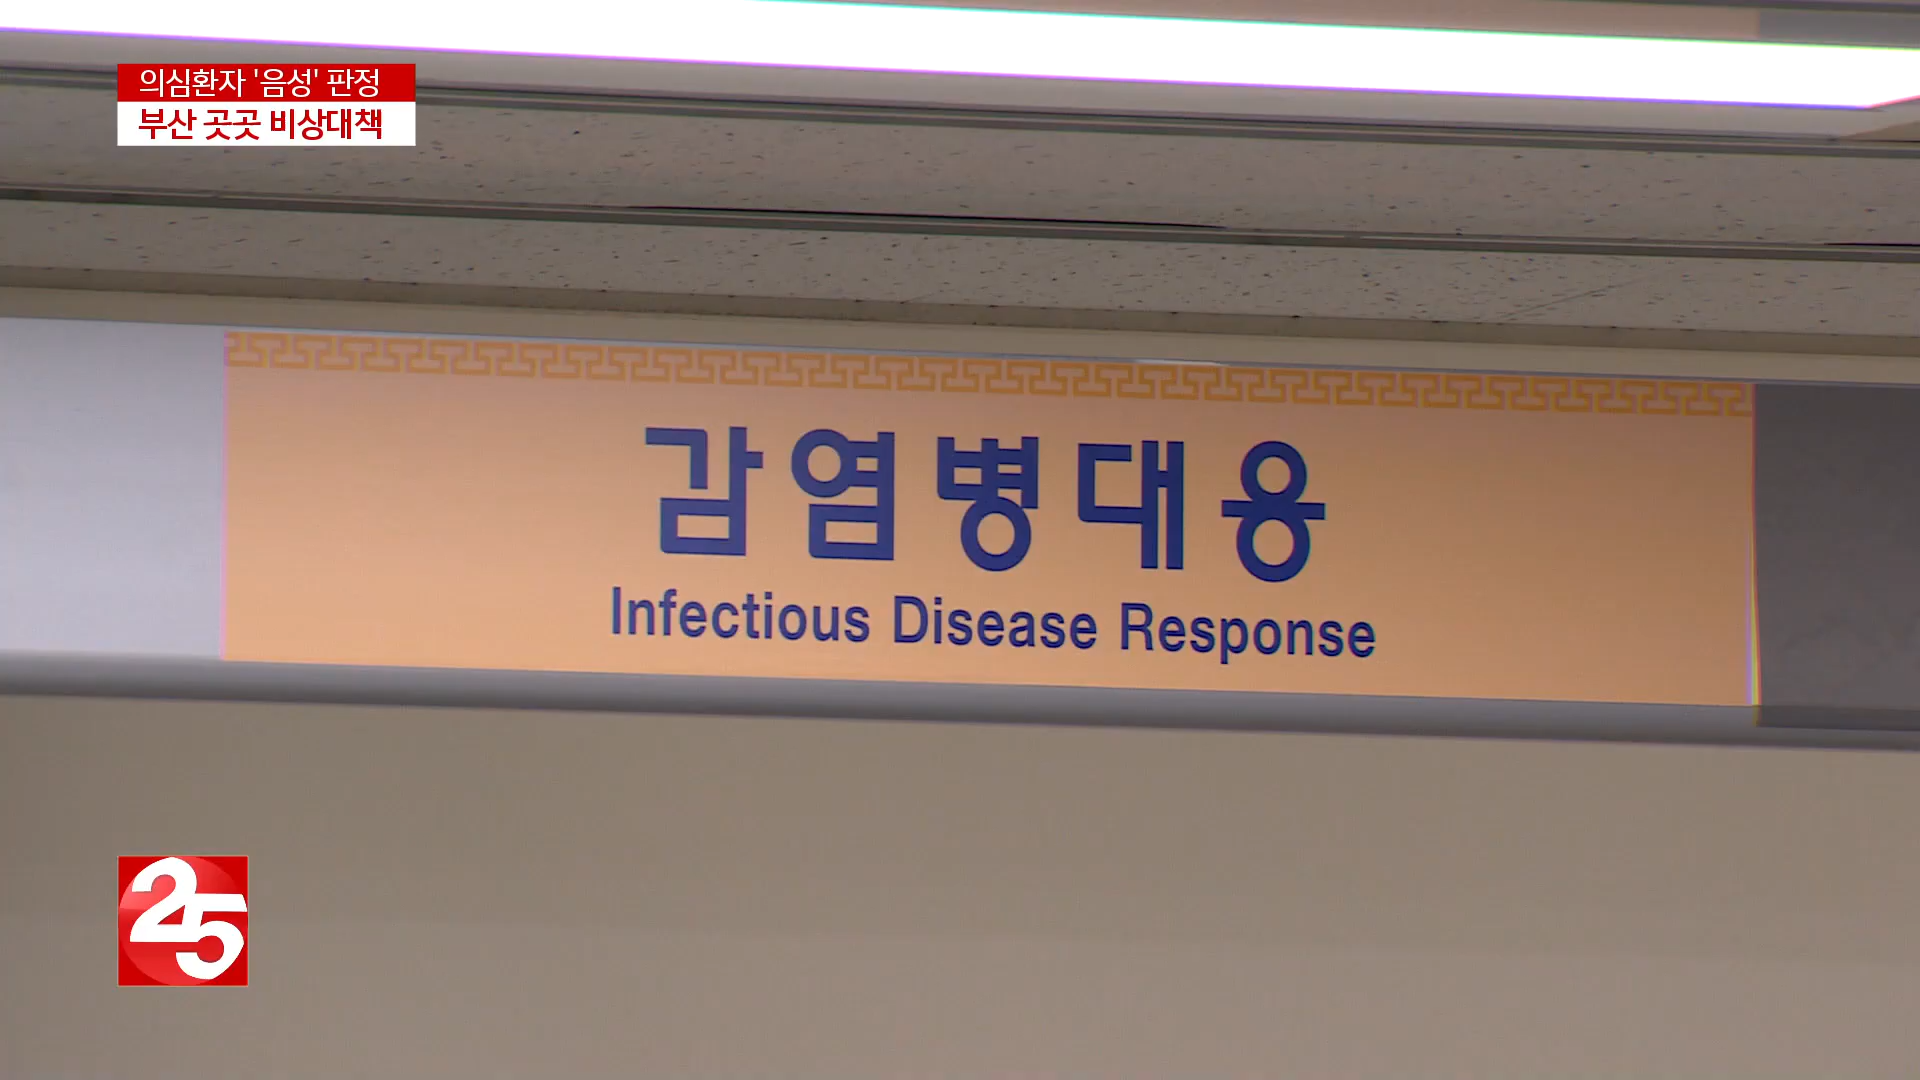 의심환자 '음성' 판정
부산 곳곳 비상대책
감염병대응
Infectious Disease Response
25